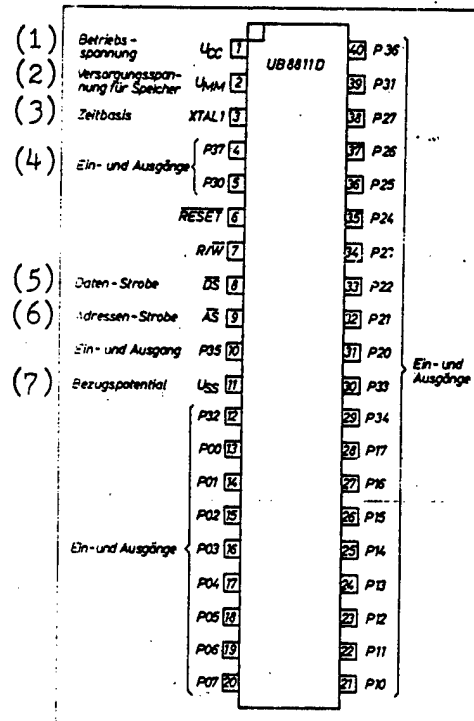 UB 8811 D
(1) Betriebs-
spannung UCC 1
(2) Versorgungsspan-
nung für Speicher UMM 2
(3) Zeitbasis XTAL1 3
(4) Ein- und Ausgänge
P37 4
P30 5
RESET 6
R/W 7
(5) Daten-Strobe DS 8
(6) Adressen-Strobe AS 9
Ein- und Ausgang P35 10
(7) Bezugspotential USS 11
P32 12
P00 13
P01 14
P02 15
Ein- und Ausgänge P03 16
P04 17
P05 18
P06 19
P07 20
40 P36
39 P31
38 P27
37 P26
36 P25
35 P24
34 P23
33 P22
32 P21
31 P20
30 P33
29 P34
28 P17
27 P16
26 P15
25 P14
24 P13
23 P12
22 P11
21 P10
Ein- und
Ausgänge